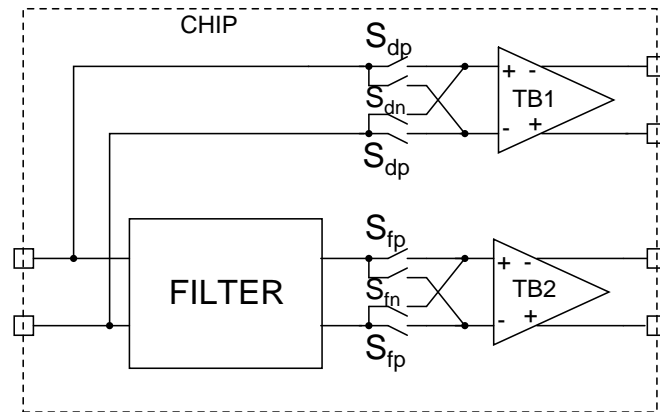 CHIP
S_dp
+ -
S_dn
TB1
- +
S_dp
S_fp
+ -
FILTER
S_fn
TB2
- +
S_fp